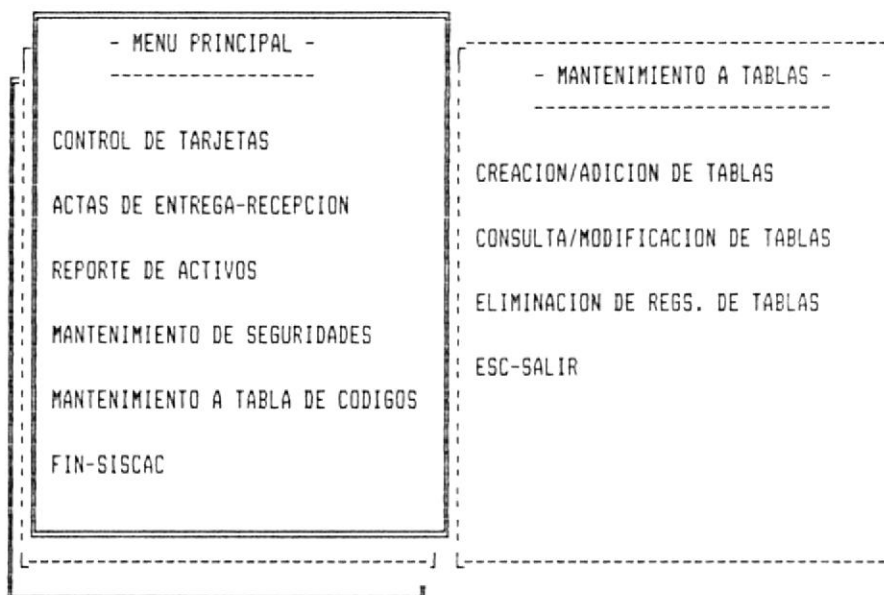 - MENU PRINCIPAL -
CONTROL DE TARJETAS
ACTAS DE ENTREGA-RECEPCION
REPORTE DE ACTIVOS
MANTENIMIENTO DE SEGURIDADES
MANTENIMIENTO A TABLA DE CODIGOS
FIN-SISCAC
- MANTENIMIENTO A TABLAS -
CREACION/ADICION DE TABLAS
CONSULTA/MODIFICACION DE TABLAS
ELIMINACION DE REGS. DE TABLAS
ESC-SALIR